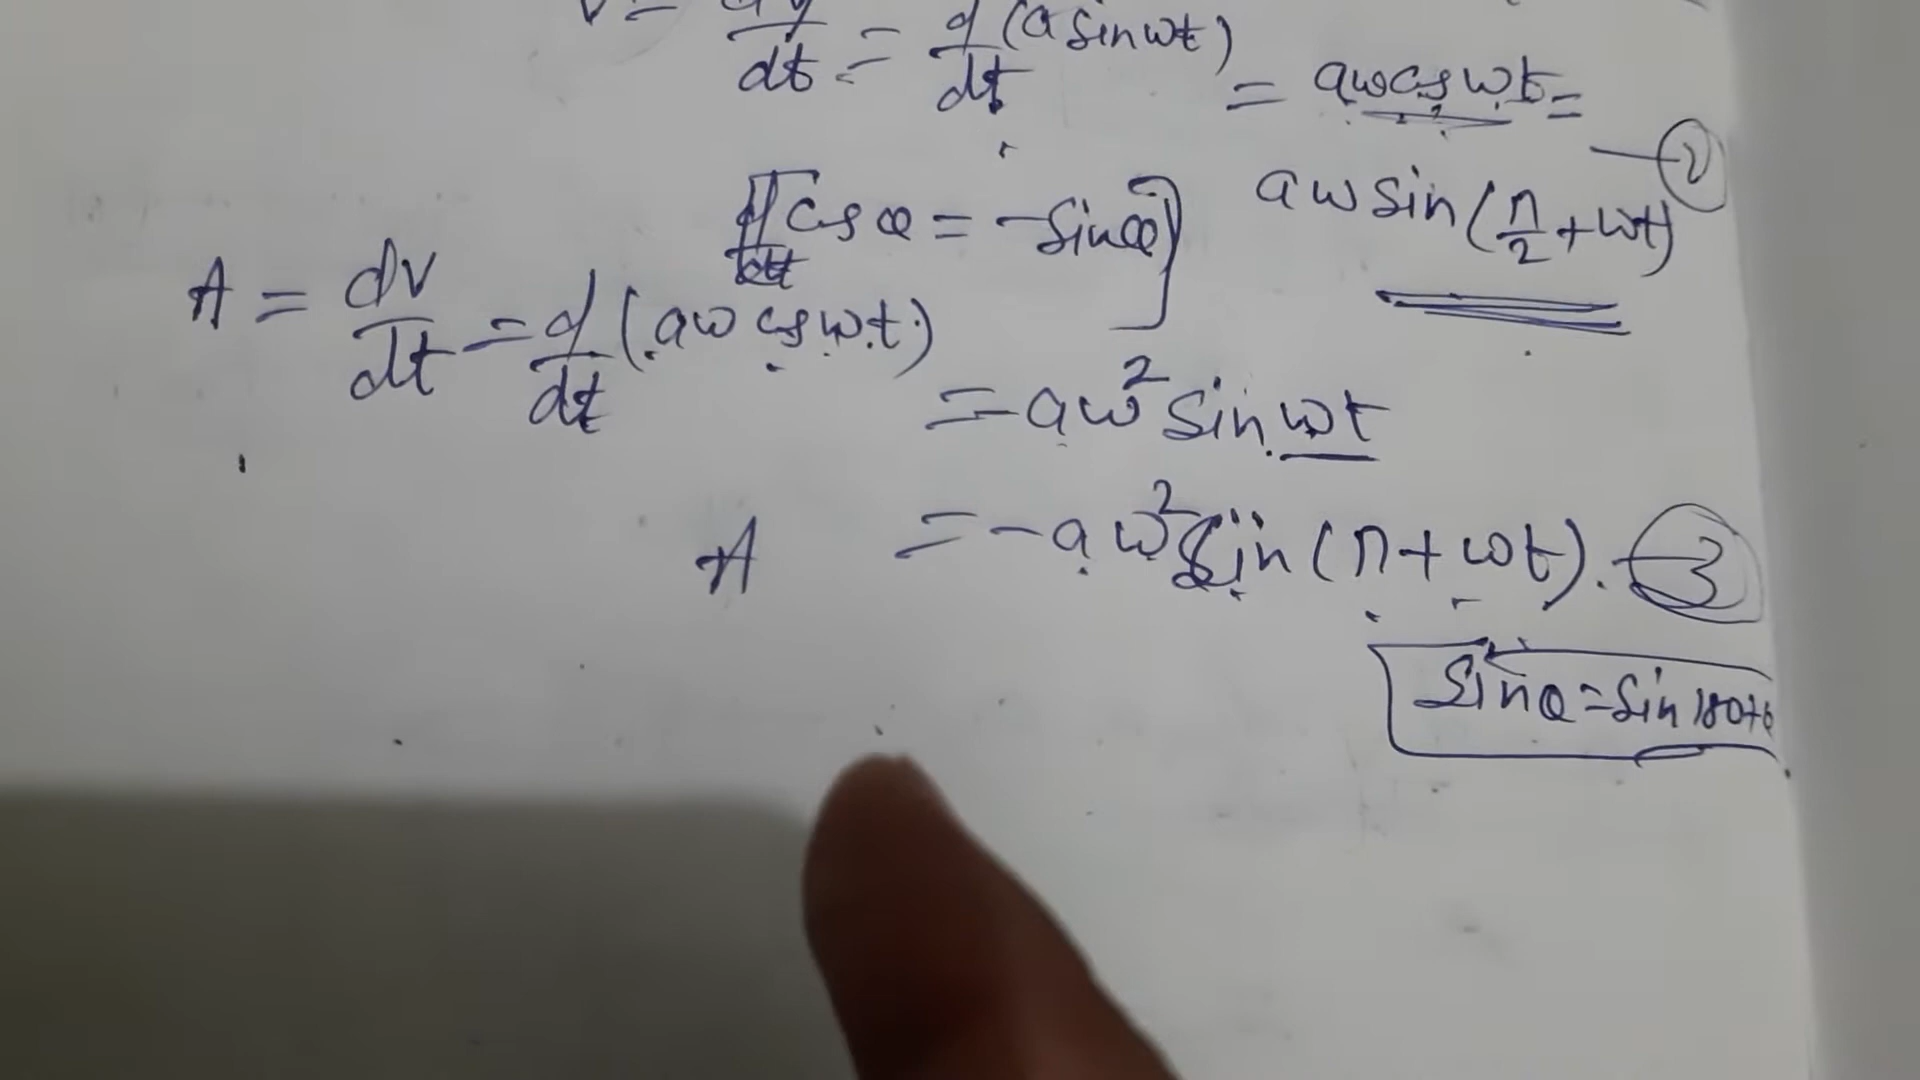 V = dy/dt = d/dt (a sin ωt) = aω cos ωt =
aω sin (π/2 + ωt) — 2
d/dt cos θ = - sin θ]
A = dv/dt = d/dt (aω cos ωt)
= - aω² sin ωt
A = - aω² sin (π + ωt). — 3
sin θ = sin 180+θ